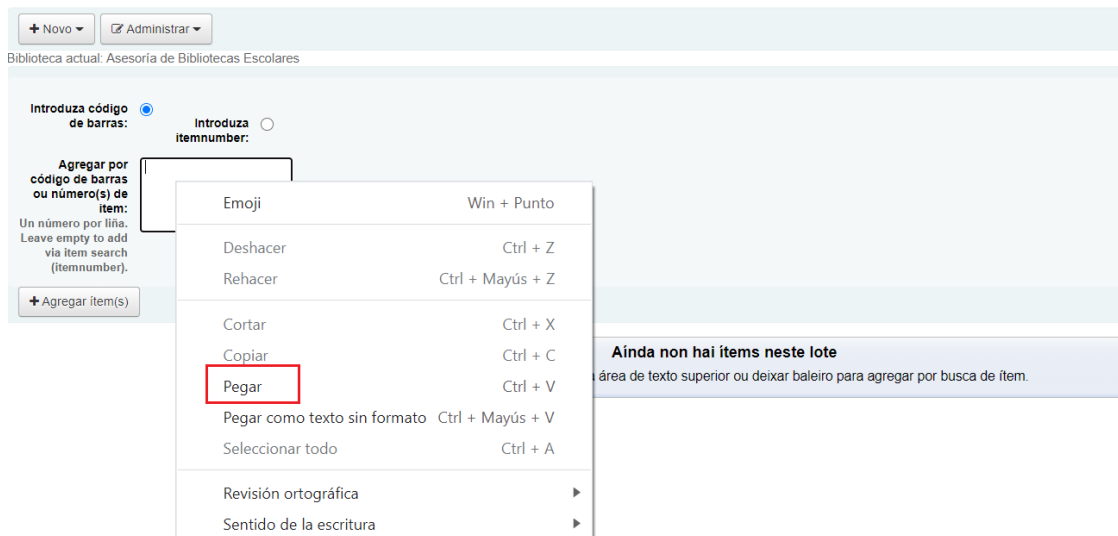 + Novo Administrar
Biblioteca actual: Asesoría de Bibliotecas Escolares
Introduza código
de barras:
Introduza
itemnumber:
Agregar por
código de barras
ou número(s) de
item:
Un número por liña.
Leave empty to add
via item search
(itemnumber).
+ Agregar ítem(s)
Emoji Win + Punto
Deshacer Ctrl + Z
Rehacer Ctrl + Mayús + Z
Cortar Ctrl + X
Copiar Ctrl + C
Pegar Ctrl + V
Pegar como texto sin formato Ctrl + Mayús + V
Seleccionar todo Ctrl + A
Revisión ortográfica
Sentido de la escritura
Aínda non hai ítems neste lote
área de texto superior ou deixar baleiro para agregar por busca de ítem.